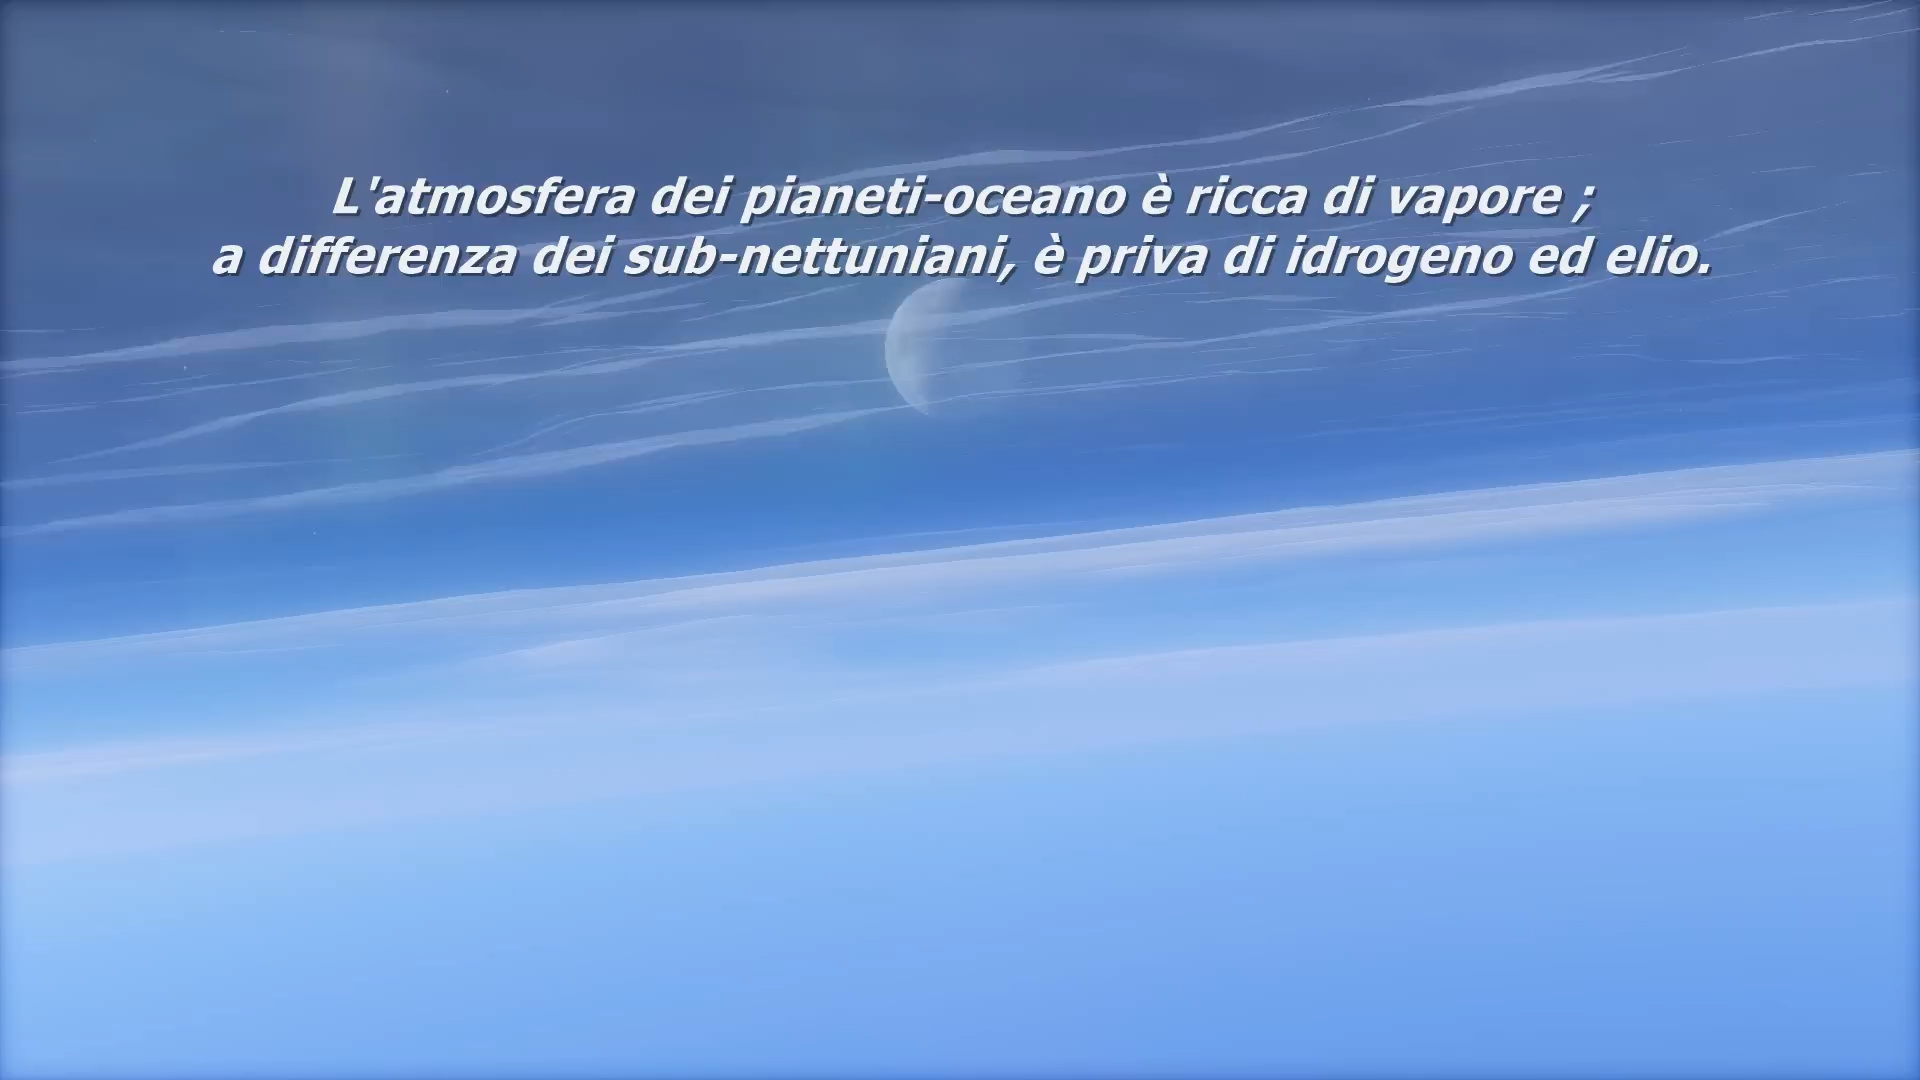 L'atmosfera dei pianeti-oceano è ricca di vapore ;
a differenza dei sub-nettuniani, è priva di idrogeno ed elio.